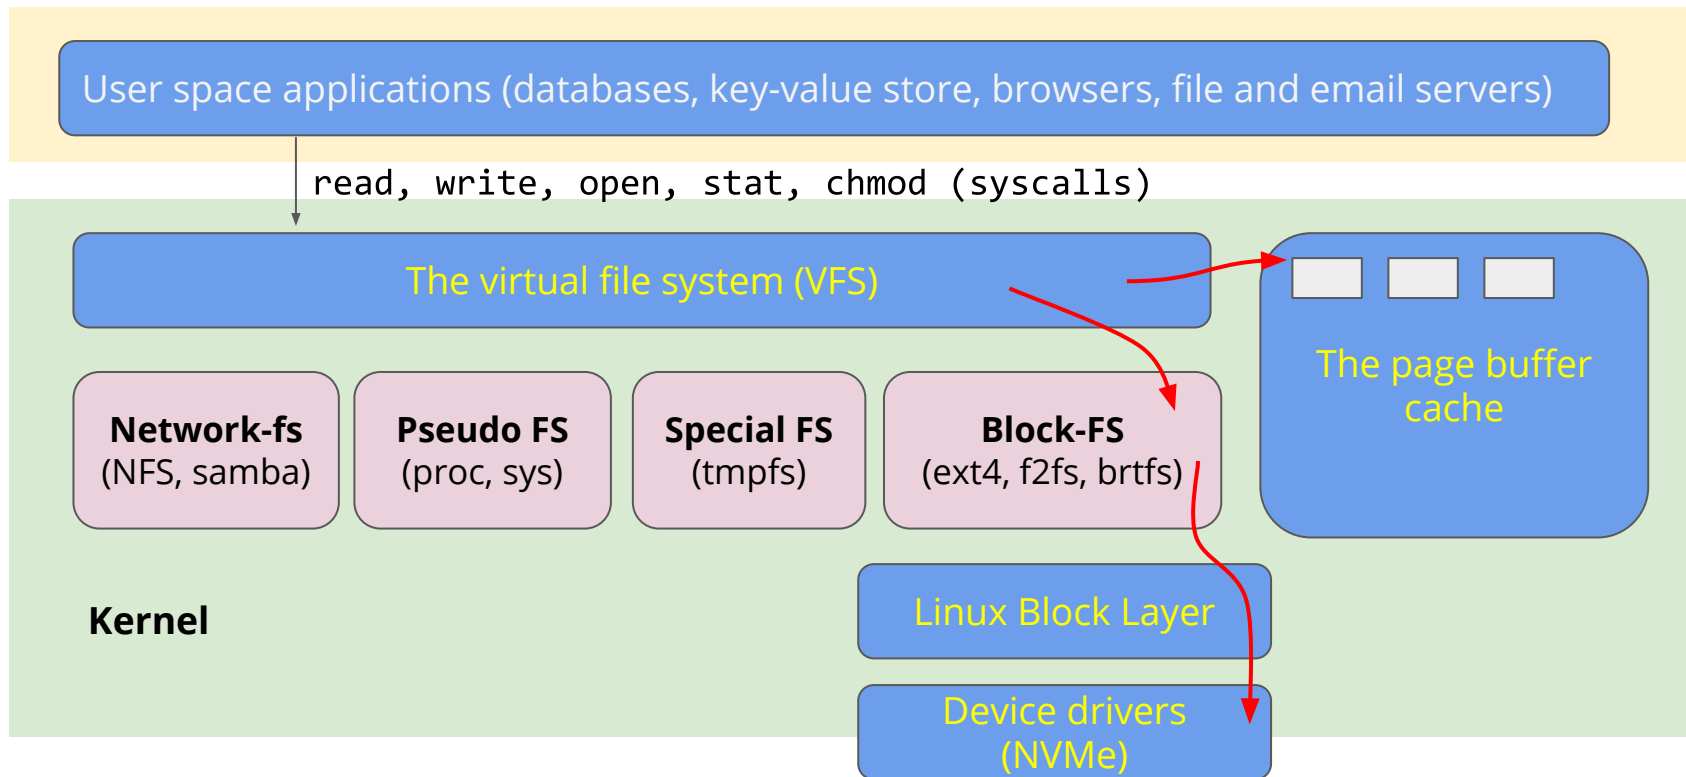 User space applications (databases, key-value store, browsers, file and email servers)
read, write, open, stat, chmod (syscalls)
The virtual file system (VFS)
The page buffer
cache
Network-fs
(NFS, samba)
Pseudo FS
(proc, sys)
Special FS
(tmpfs)
Block-FS
(ext4, f2fs, brtfs)
Kernel
Linux Block Layer
Device drivers
(NVMe)